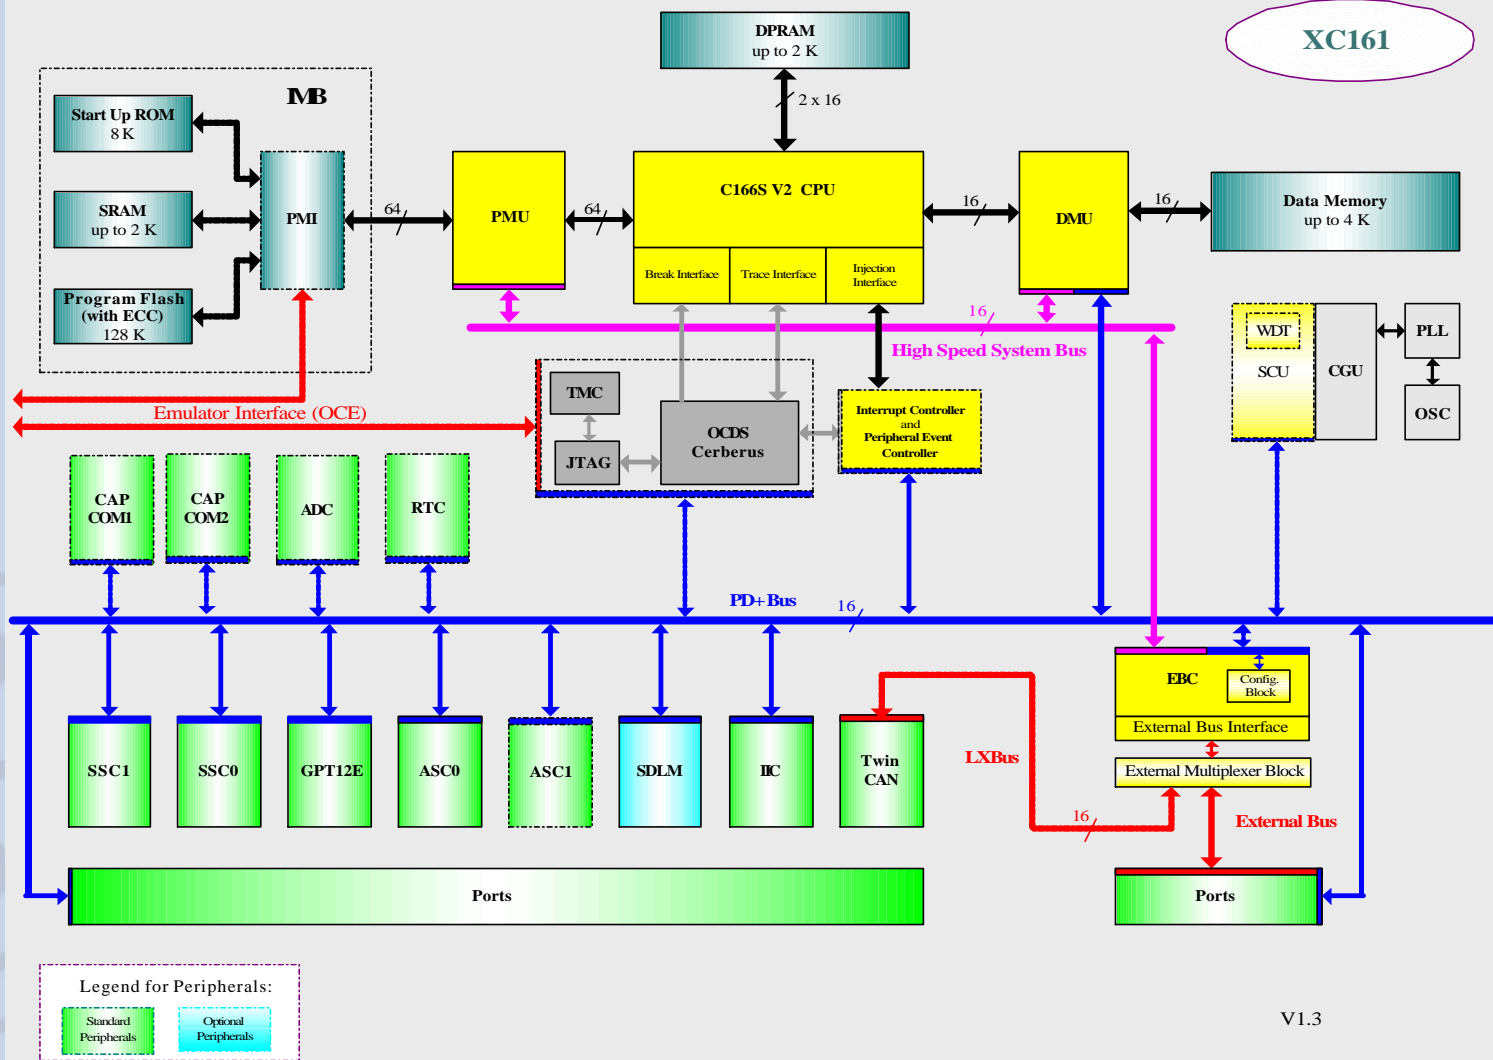 DPRAM
up to 2 K
XC161
IMB
Start Up ROM
8 K
2 x 16
SRAM
up to 2 K
PMI
64
PMU
64
C166S V2 CPU
16
DMU
16
Data Memory
up to 4 K
Break Interface
Trace Interface
Injection
Interface
Program Flash
(with ECC)
128 K
16
High Speed System Bus
WDT
SCU
CGU
PLL
OSC
Emulator Interface (OCE)
TMC
JTAG
OCDS
Cerberus
Interrupt Controller
and
Peripheral Event
Controller
CAP
COM1
CAP
COM2
ADC
RTC
PD+ Bus
16
EBC
Config.
Block
External Bus Interface
SSC1
SSC0
GPT12E
ASC0
ASC1
SDLM
IIC
Twin
CAN
LXBus
External Multiplexer Block
16
External Bus
Ports
Ports
Legend for Peripherals:
Standard
Peripherals
Optional
Peripherals
V1.3